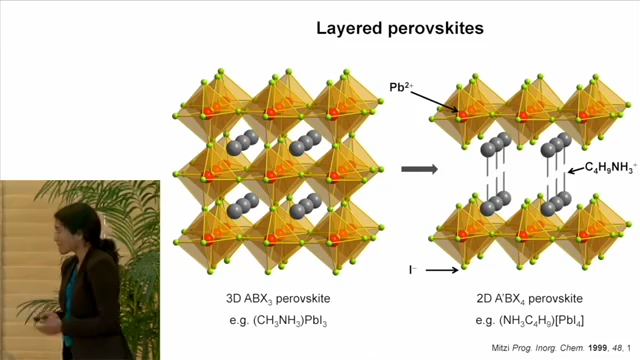 Layered perovskites
Pb²⁺
C₄H₉NH₃⁺
I⁻
3D ABX₃ perovskite
e.g. (CH₃NH₃)PbI₃
2D A'BX₄ perovskite
e.g. (NH₃C₄H₉)[PbI₄]
Mitzi Prog. Inorg. Chem. 1999, 48, 1